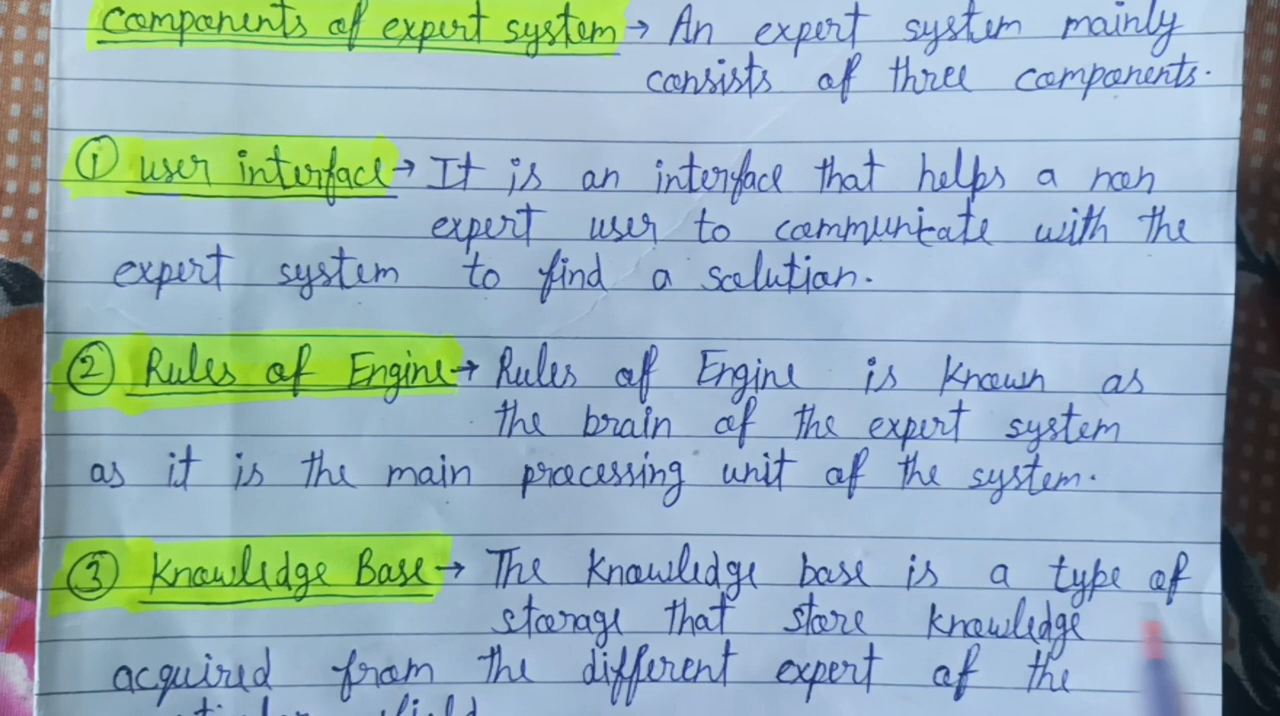 Components of expert system → An expert system mainly
consists of three components.
① user interface → It is an interface that helps a non
expert user to communicate with the
expert system to find a solution.
② Rules of Engine → Rules of Engine is known as
the brain of the expert system
as it is the main processing unit of the system.
③ Knowledge Base → The knowledge base is a type of
storage that store knowledge
acquired from the different expert of the
field